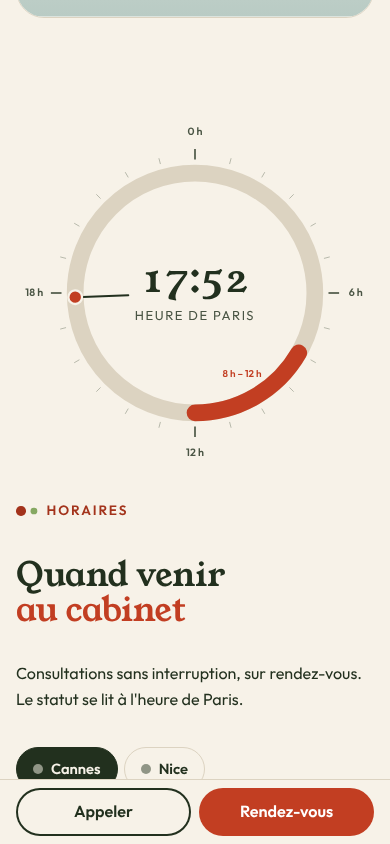 0 h
17:52
18 h
6 h
HEURE DE PARIS
8 h – 12 h
12 h
HORAIRES
Quand venir
au cabinet
Consultations sans interruption, sur rendez-vous.
Le statut se lit à l'heure de Paris.
Cannes
Nice
Appeler
Rendez-vous